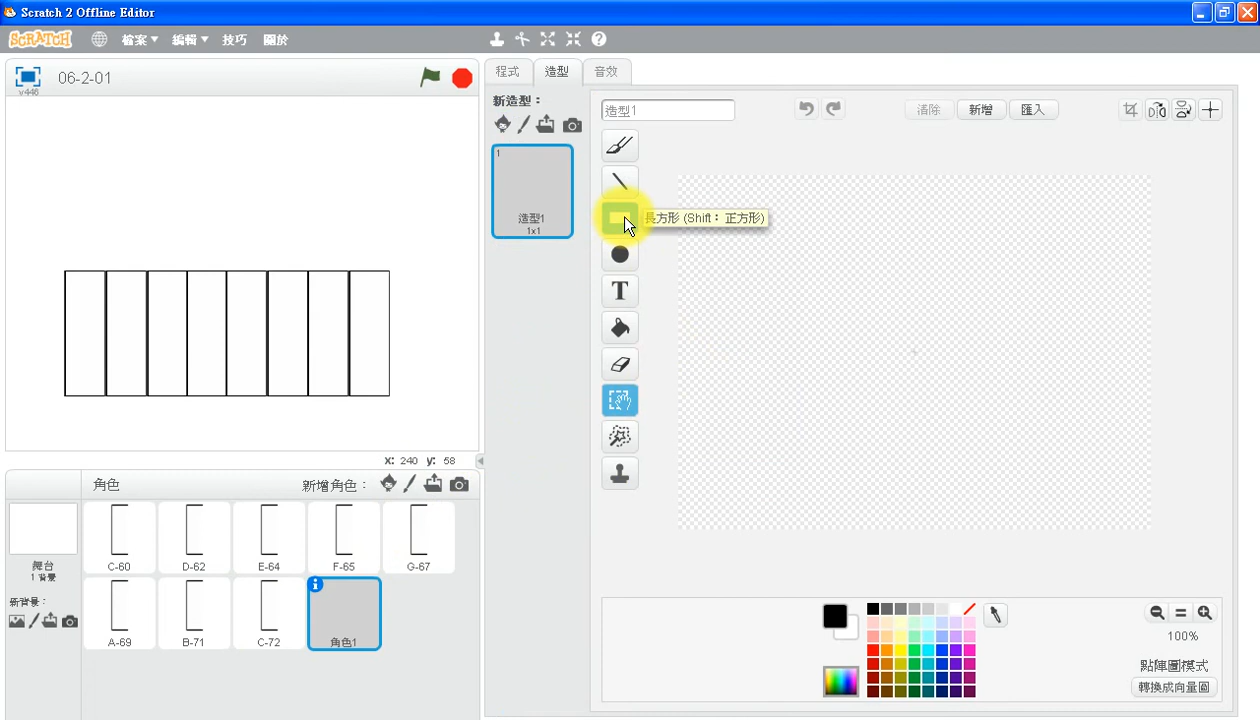 Scratch 2 Offline Editor
SCRATCH 檔案 編輯 技巧 關於
v446 06-2-01
程式 造型 音效
新造型：
1
造型1
1x1
造型1
清除 新增 匯入
長方形 (Shift： 正方形)
T
x: 240 y: 58
角色 新增角色：
舞台
1 背景
新背景：
C-60 D-62 E-64 F-65 G-67
A-69 B-71 C-72 角色1
100%
點陣圖模式
轉換成向量圖